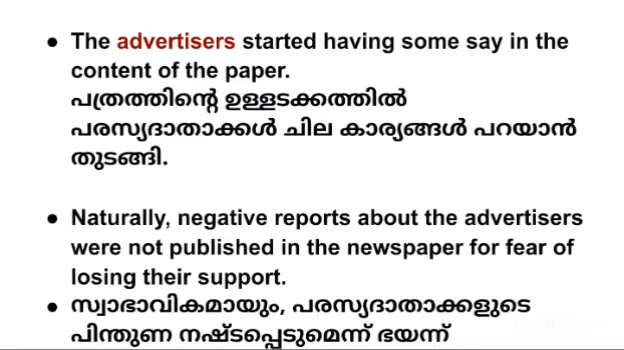 ● The advertisers started having some say in the
content of the paper.
പത്രത്തിന്റെ ഉള്ളടക്കത്തിൽ
പരസ്യദാതാക്കൾ ചില കാര്യങ്ങൾ പറയാൻ
തുടങ്ങി.
● Naturally, negative reports about the advertisers
were not published in the newspaper for fear of
losing their support.
● സ്വാഭാവികമായും, പരസ്യദാതാക്കളുടെ
പിന്തുണ നഷ്ടപ്പെടുമെന്ന് ഭയന്ന്